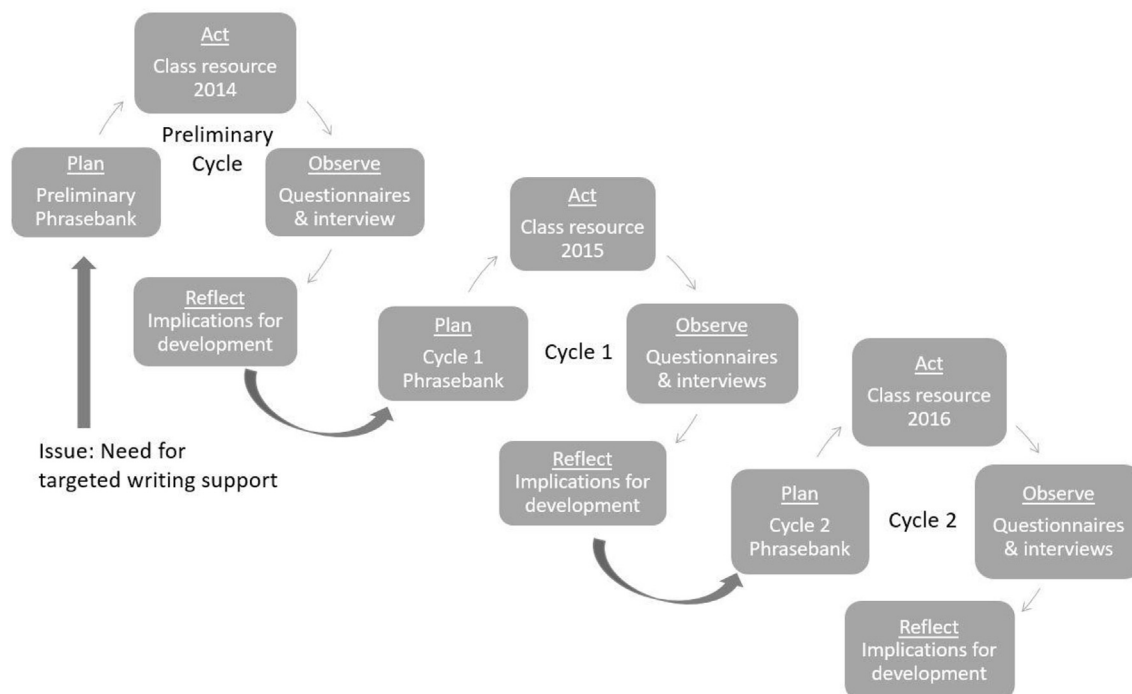 Act
Class resource
2014
Preliminary
Cycle
Plan
Preliminary
Phrasebank
Observe
Questionnaires
& interview
Reflect
Implications for
development
Issue: Need for
targeted writing support
Act
Class resource
2015
Plan
Cycle 1
Phrasebank
Cycle 1
Observe
Questionnaires
& interviews
Reflect
Implications for
development
Act
Class resource
2016
Plan
Cycle 2
Phrasebank
Cycle 2
Observe
Questionnaires
& interviews
Reflect
Implications for
development